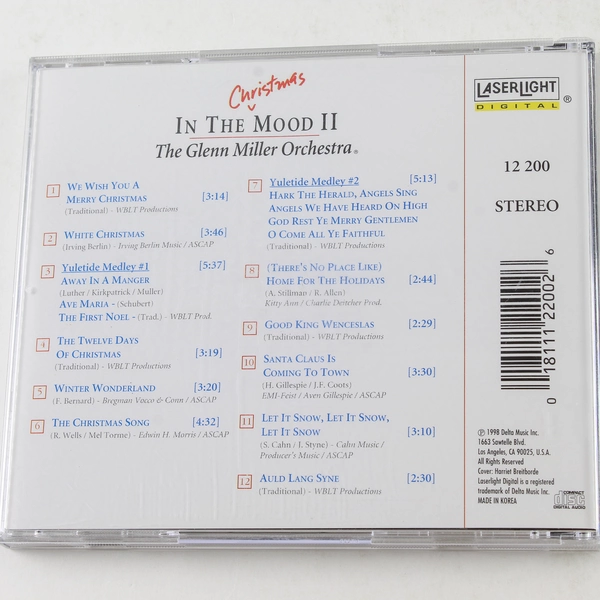 Christmas
IN THE MOOD II
The Glenn Miller Orchestra®
1 WE WISH YOU A
MERRY CHRISTMAS [3:14]
(Traditional) - WBLT Productions
2 WHITE CHRISTMAS [3:46]
(Irving Berlin) - Irving Berlin Music / ASCAP
3 Yuletide Medley #1 [5:37]
AWAY IN A MANGER
(Luther / Kirkpatrick / Muller)
AVE MARIA - (Schubert)
THE FIRST NOEL - (Trad.) - WBLT Prod.
4 THE TWELVE DAYS
OF CHRISTMAS [3:19]
(Traditional) - WBLT Productions
5 WINTER WONDERLAND [3:20]
(F. Bernard) - Bregman Vocco & Conn / ASCAP
6 THE CHRISTMAS SONG [4:32]
(R. Wells / Mel Torme) - Edwin H. Morris / ASCAP
7 Yuletide Medley #2 [5:13]
HARK THE HERALD, ANGELS SING
ANGELS WE HAVE HEARD ON HIGH
GOD REST YE MERRY GENTLEMEN
O COME ALL YE FAITHFUL
(Traditional) - WBLT Productions
8 (THERE'S NO PLACE LIKE)
HOME FOR THE HOLIDAYS [2:44]
(A. Stillman / R. Allen)
Kitty Ann / Charlie Deitcher Prod.
9 GOOD KING WENCESLAS [2:29]
(Traditional) - WBLT Productions
10 SANTA CLAUS IS
COMING TO TOWN [3:30]
(H. Gillespie / J.F. Coots)
EMI-Feist / Aven Gillespie / ASCAP
11 LET IT SNOW, LET IT SNOW,
LET IT SNOW [3:10]
(S. Cahn / J. Styne) - Cahn Music /
Producer's Music / ASCAP
12 AULD LANG SYNE [2:30]
(Traditional) - WBLT Productions
LASERLIGHT
DIGITAL ®
12 200
STEREO
0 18111 22002 6
℗ 1998 Delta Music Inc.
1663 Sawtelle Blvd.
Los Angeles, CA 90025, U.S.A.
All Rights Reserved
Cover: Harriet Breitborde
Laserlight Digital is a registered
trademark of Delta Music Inc.
MADE IN KOREA
COMPACT
disc
DIGITAL AUDIO